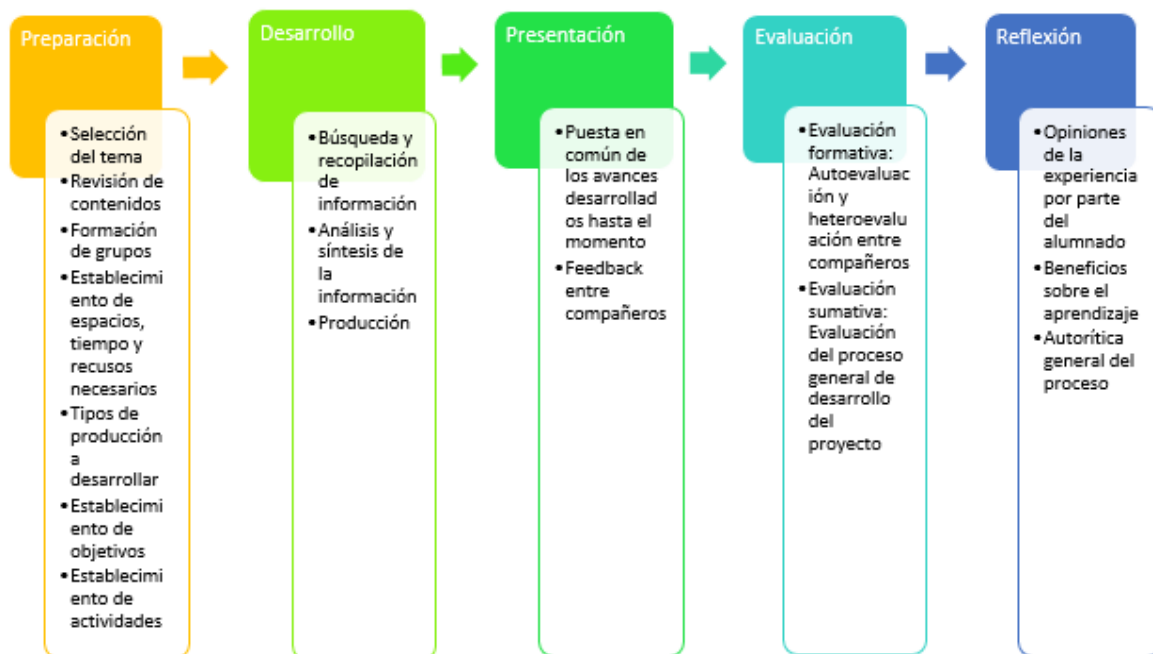 Preparación
•Selección
del tema
•Revisión de
contenidos
•Formación
de grupos
•Establecimi
ento de
espacios,
tiempo y
recusos
necesarios
•Tipos de
producción
a
desarrollar
•Establecimi
ento de
objetivos
•Establecimi
ento de
actividades
Desarrollo
•Búsqueda y
recopilación
de
información
•Análisis y
síntesis de
la
información
•Producción
Presentación
•Puesta en
común de
los avances
desarrollad
os hasta el
momento
•Feedback
entre
compañeros
Evaluación
•Evaluación
formativa:
Autoevaluac
ión y
heteroevalu
ación entre
compañeros
•Evaluación
sumativa:
Evaluación
del proceso
general de
desarrollo
del
proyecto
Reflexión
•Opiniones
de la
experiencia
por parte
del
alumnado
•Beneficios
sobre el
aprendizaje
•Autorítica
general del
proceso